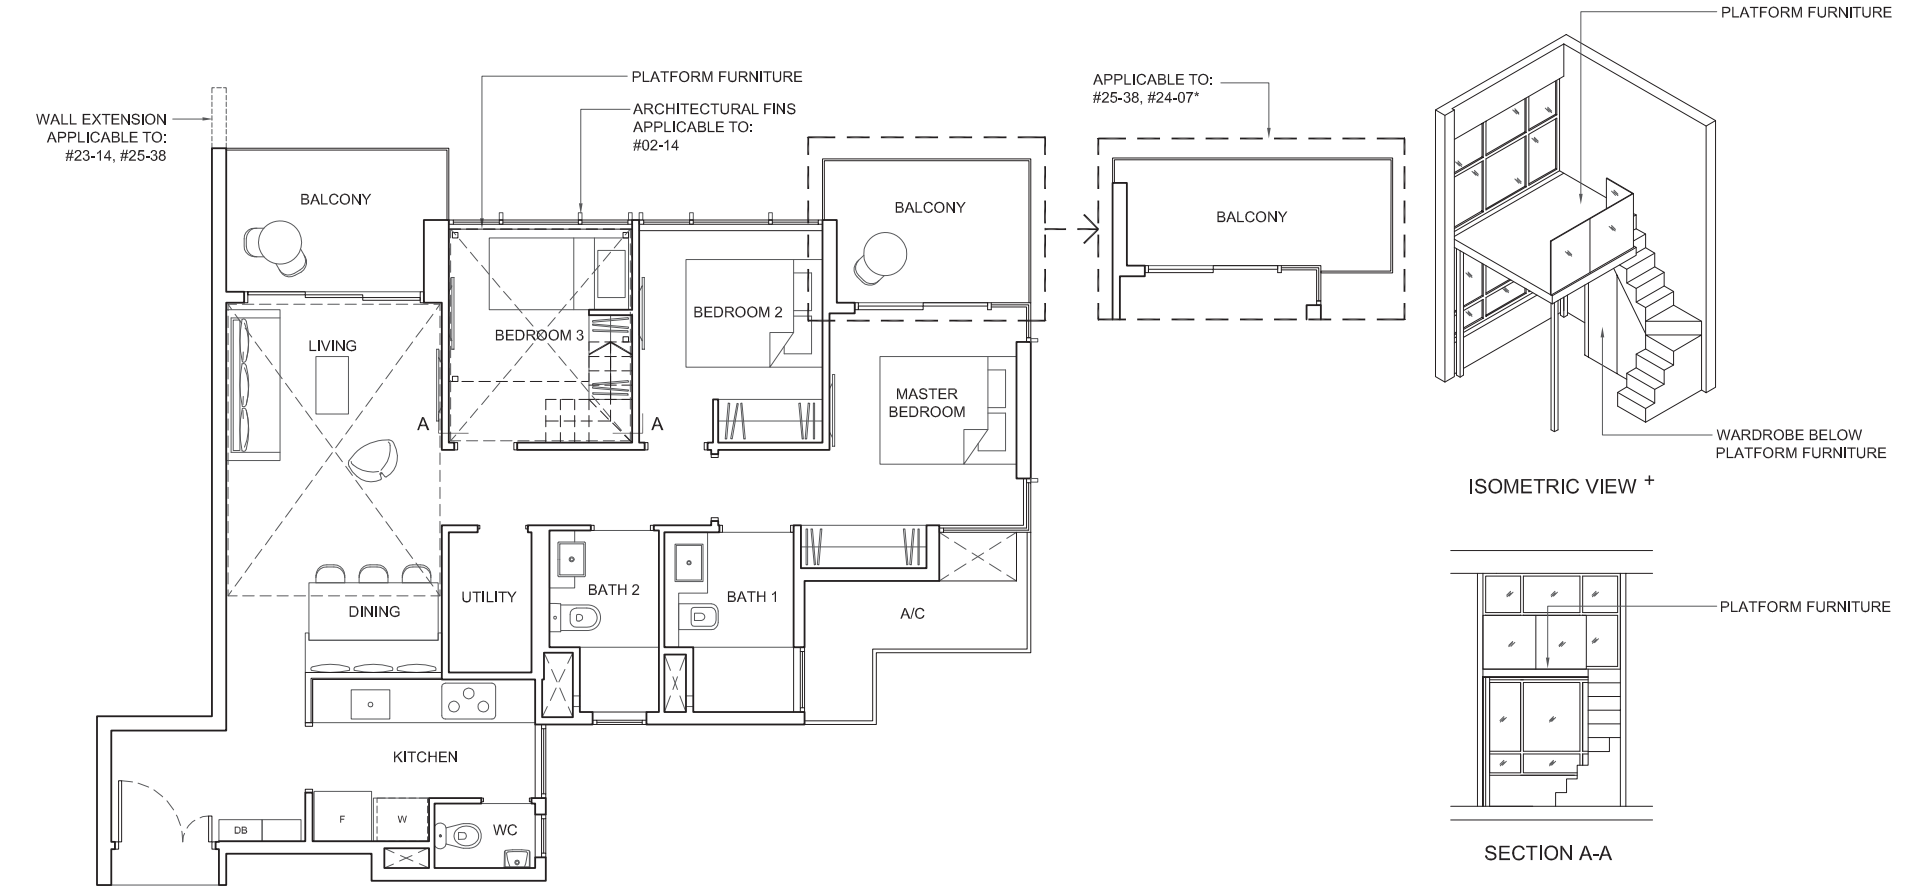 PLATFORM FURNITURE
PLATFORM FURNITURE
ARCHITECTURAL FINS
APPLICABLE TO:
#02-14
APPLICABLE TO:
#25-38, #24-07*
WALL EXTENSION
APPLICABLE TO:
#23-14, #25-38
BALCONY
BALCONY
BALCONY
BEDROOM 2
BEDROOM 3
LIVING
MASTER
BEDROOM
A
A
WARDROBE BELOW
PLATFORM FURNITURE
ISOMETRIC VIEW +
UTILITY
BATH 2
BATH 1
DINING
A/C
PLATFORM FURNITURE
KITCHEN
F
W
DB
WC
SECTION A-A